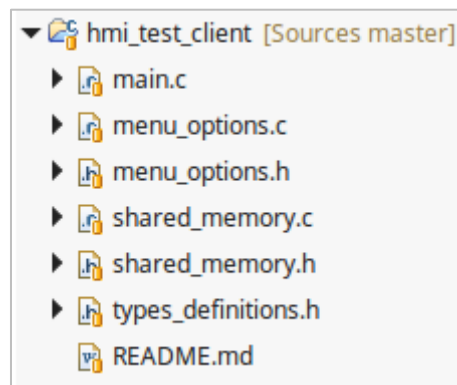 hmi_test_client [Sources master]
main.c
menu_options.c
menu_options.h
shared_memory.c
shared_memory.h
types_definitions.h
README.md